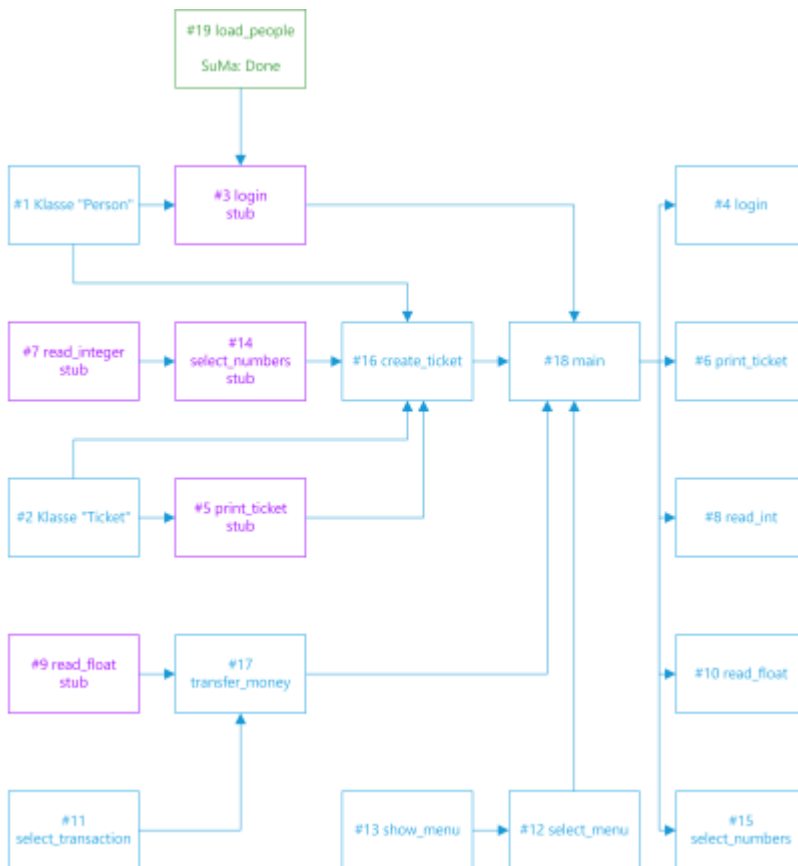 #19 load_people
SuMa: Done
#1 Klasse "Person"
#3 login
stub
#4 login
#7 read_integer
stub
#14
select_numbers
stub
#16 create_ticket
#18 main
#6 print_ticket
#2 Klasse "Ticket"
#5 print_ticket
stub
#8 read_int
#9 read_float
stub
#17
transfer_money
#10 read_float
#11
select_transaction
#13 show_menu
#12 select_menu
#15
select_numbers